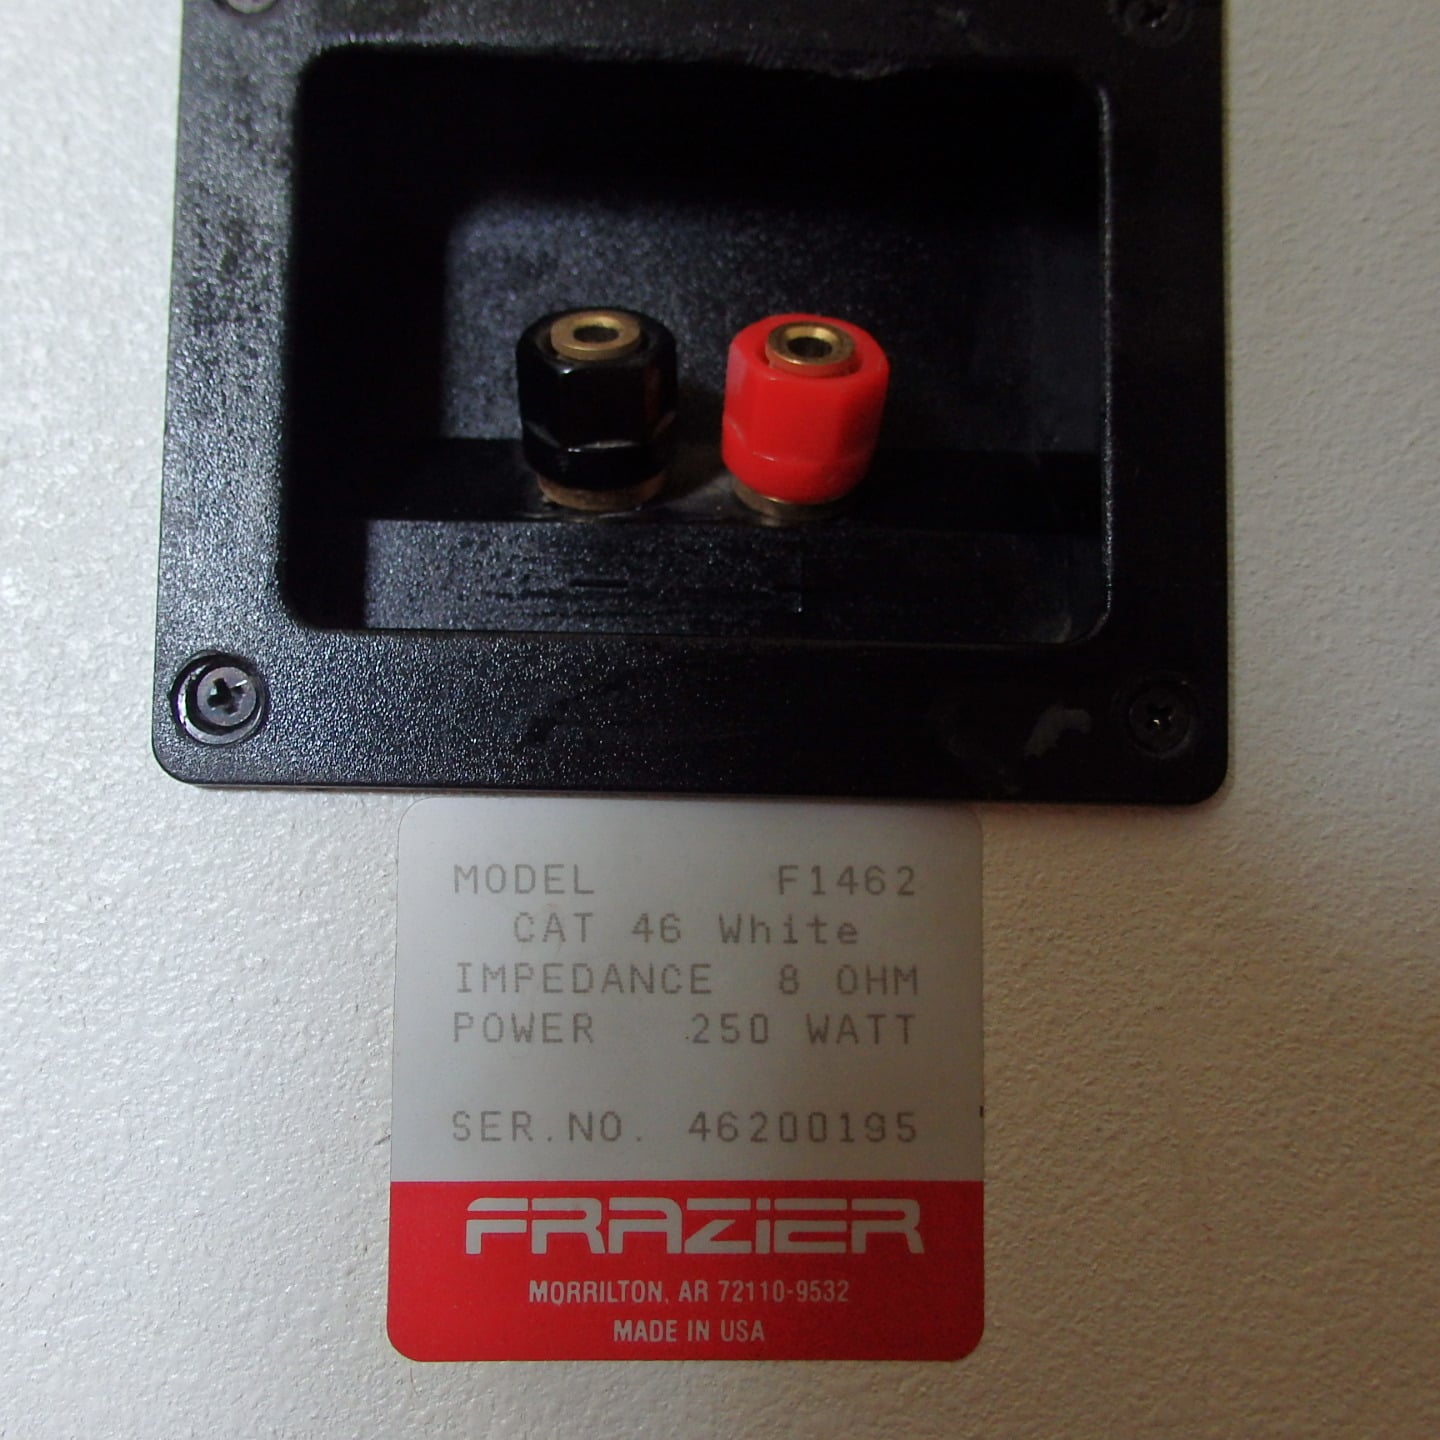 MODEL F1462
CAT 46 White
IMPEDANCE 8 OHM
POWER 250 WATT
SER.NO. 46200195
FRAZIER
MORRILTON, AR 72110-9532
MADE IN USA